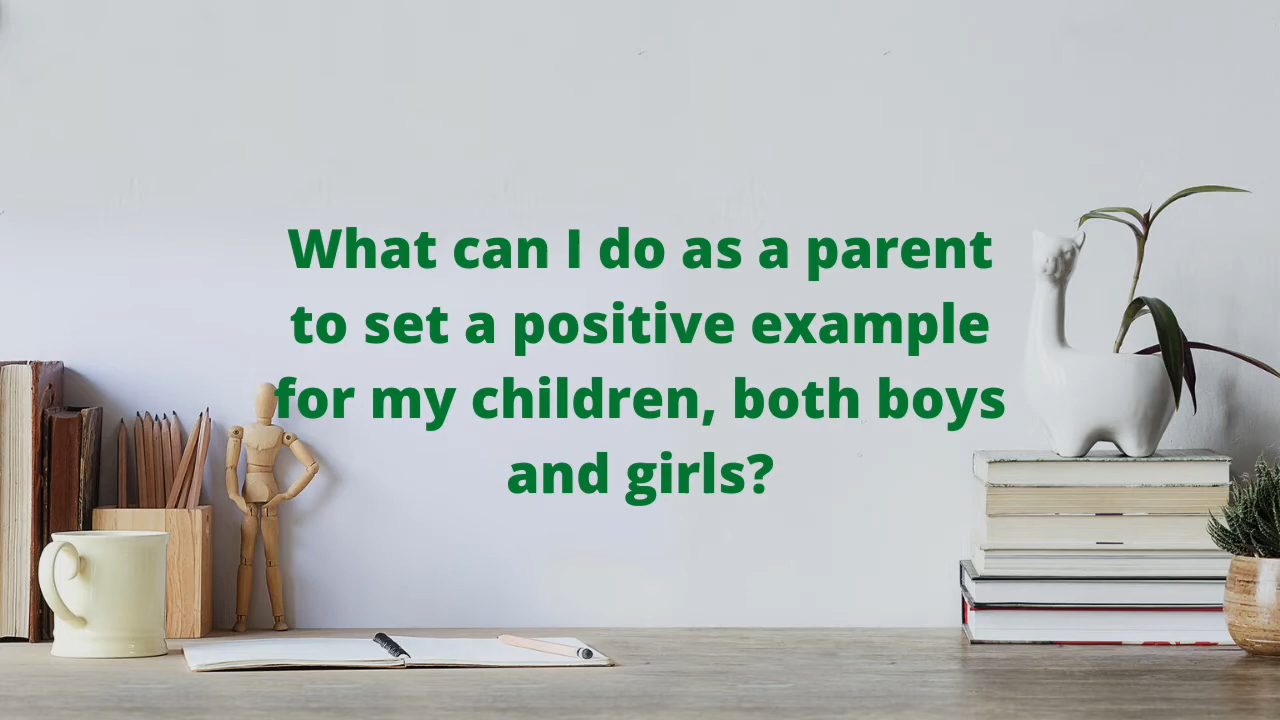 What can I do as a parent
to set a positive example
for my children, both boys
and girls?